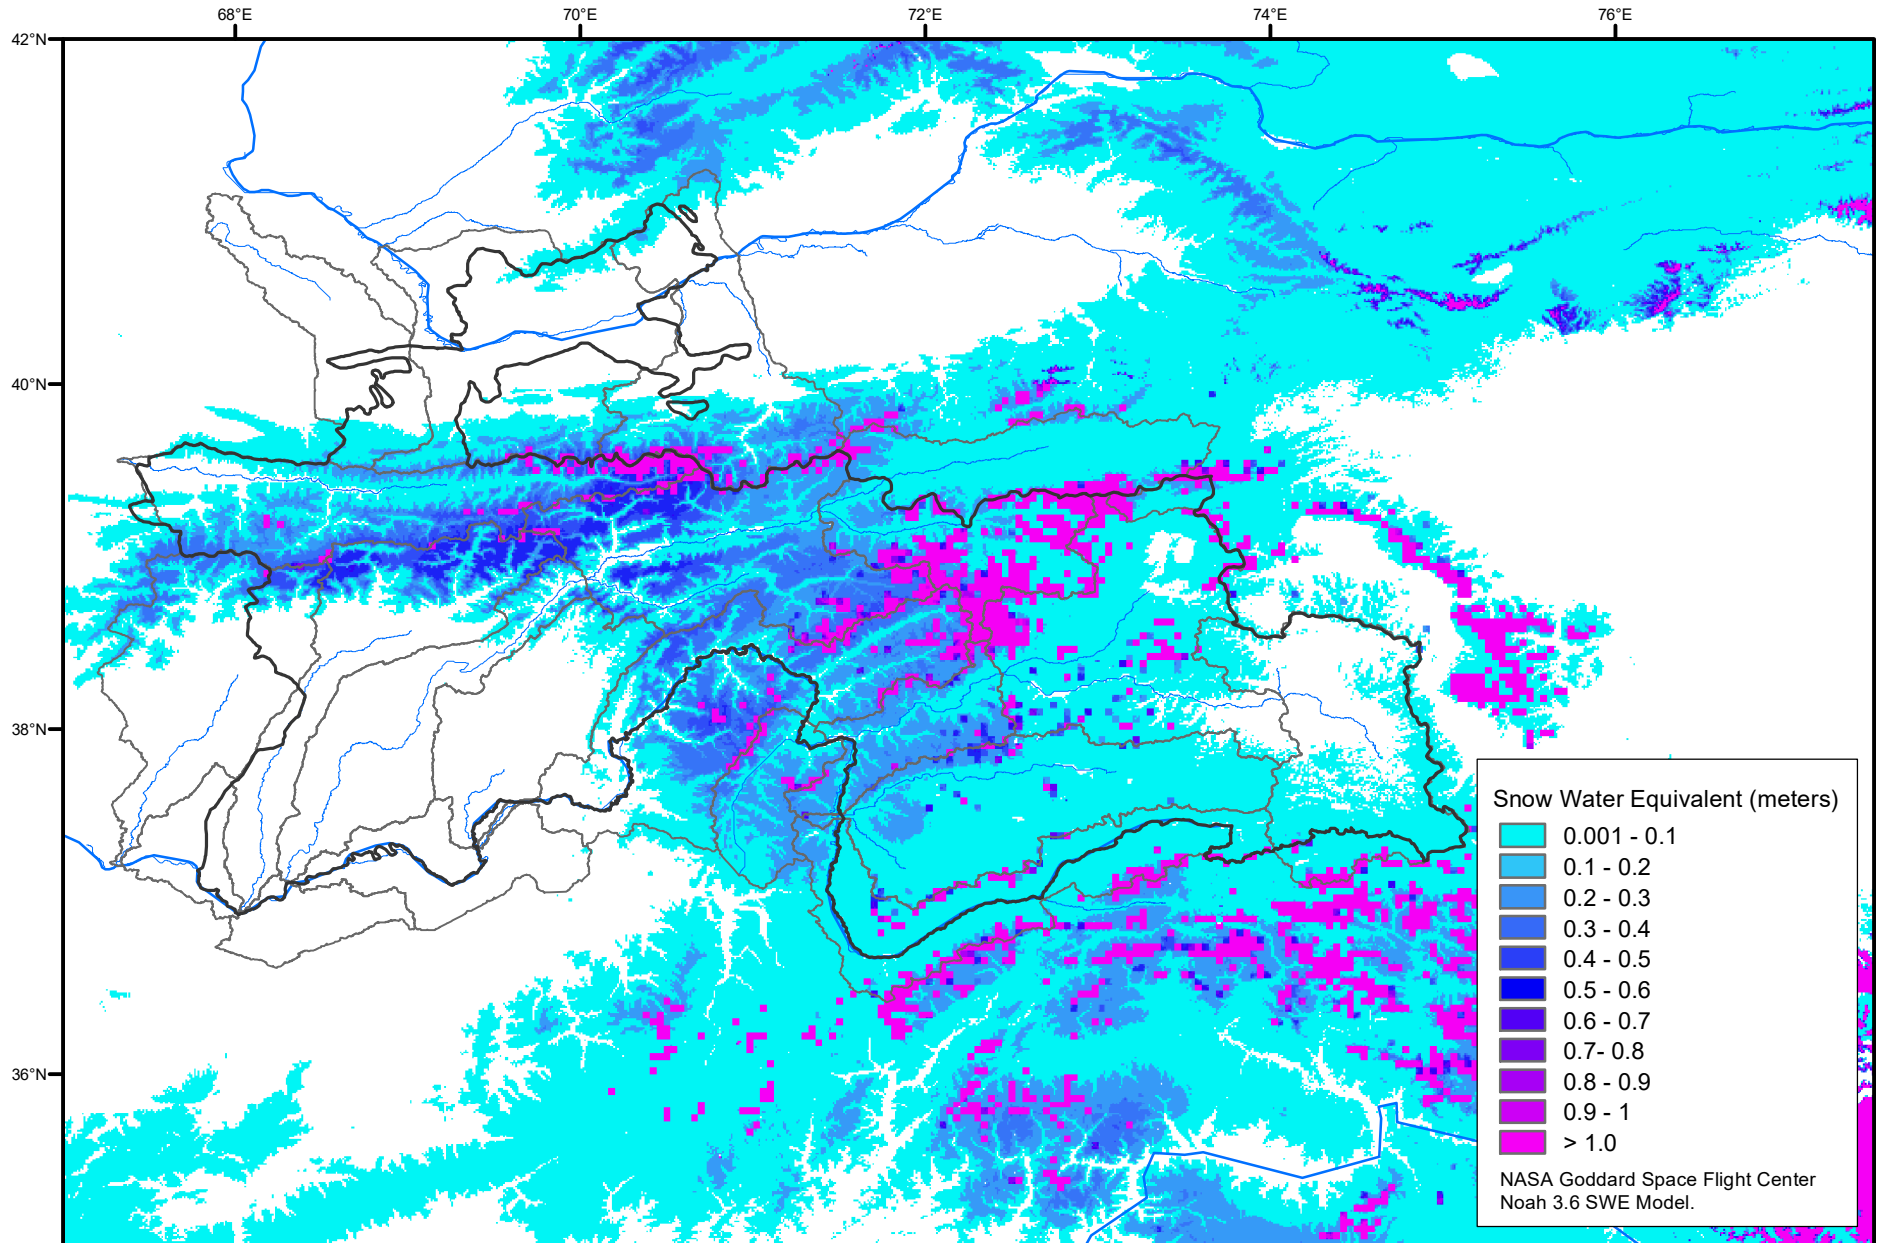 68°E 70°E 72°E 74°E 76°E
42°N
40°N
38°N
36°N
Snow Water Equivalent (meters)
0.001 - 0.1
0.1 - 0.2
0.2 - 0.3
0.3 - 0.4
0.4 - 0.5
0.5 - 0.6
0.6 - 0.7
0.7- 0.8
0.8 - 0.9
0.9 - 1
> 1.0
NASA Goddard Space Flight Center
Noah 3.6 SWE Model.